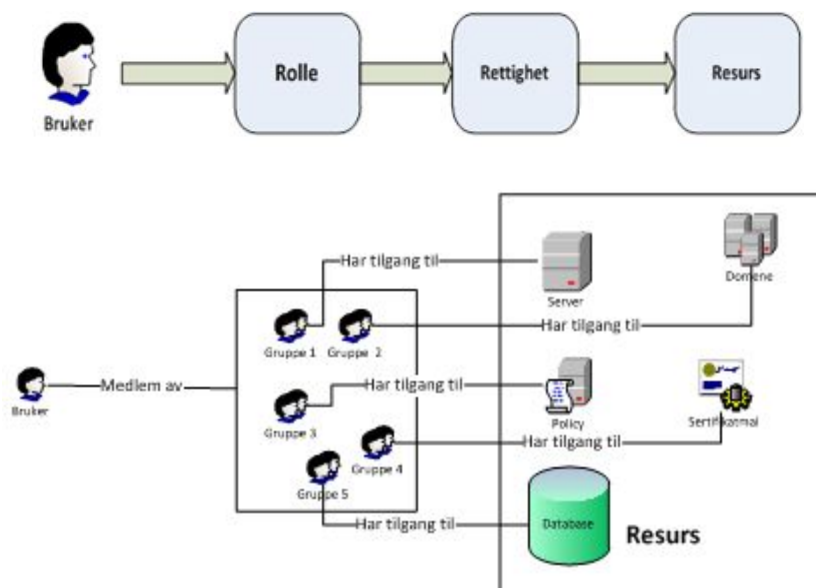 Bruker
Rolle
Rettighet
Resurs
Har tilgang til
Server
Domene
Gruppe 1
Gruppe 2
Har tilgang til
Bruker
Medlem av
Har tilgang til
Gruppe 3
Policy
Sertifikatmal
Gruppe 4
Har tilgang til
Gruppe 5
Har tilgang til
Database
Resurs